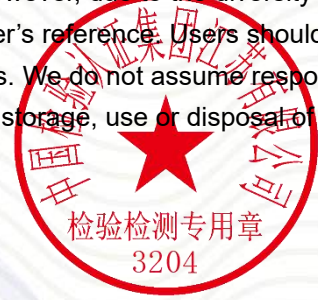 er's reference. Users should
s. We do not assume respo
storage, use or disposal of
中国检验认证集团江苏有限公司
检验检测专用章
3204